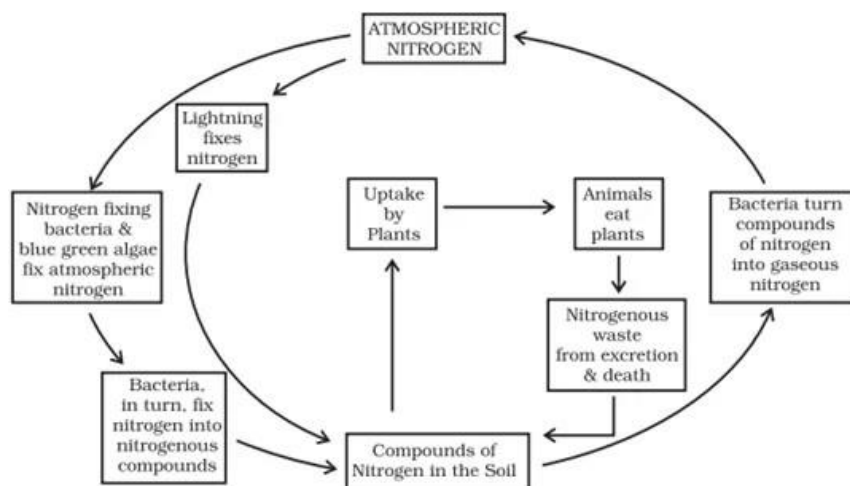 ATMOSPHERIC
NITROGEN
Lightning
fixes
nitrogen
Nitrogen fixing
bacteria &
blue green algae
fix atmospheric
nitrogen
Uptake
by
Plants
Animals
eat
plants
Bacteria turn
compounds
of nitrogen
into gaseous
nitrogen
Nitrogenous
waste
from excretion
& death
Bacteria,
in turn, fix
nitrogen into
nitrogenous
compounds
Compounds of
Nitrogen in the Soil